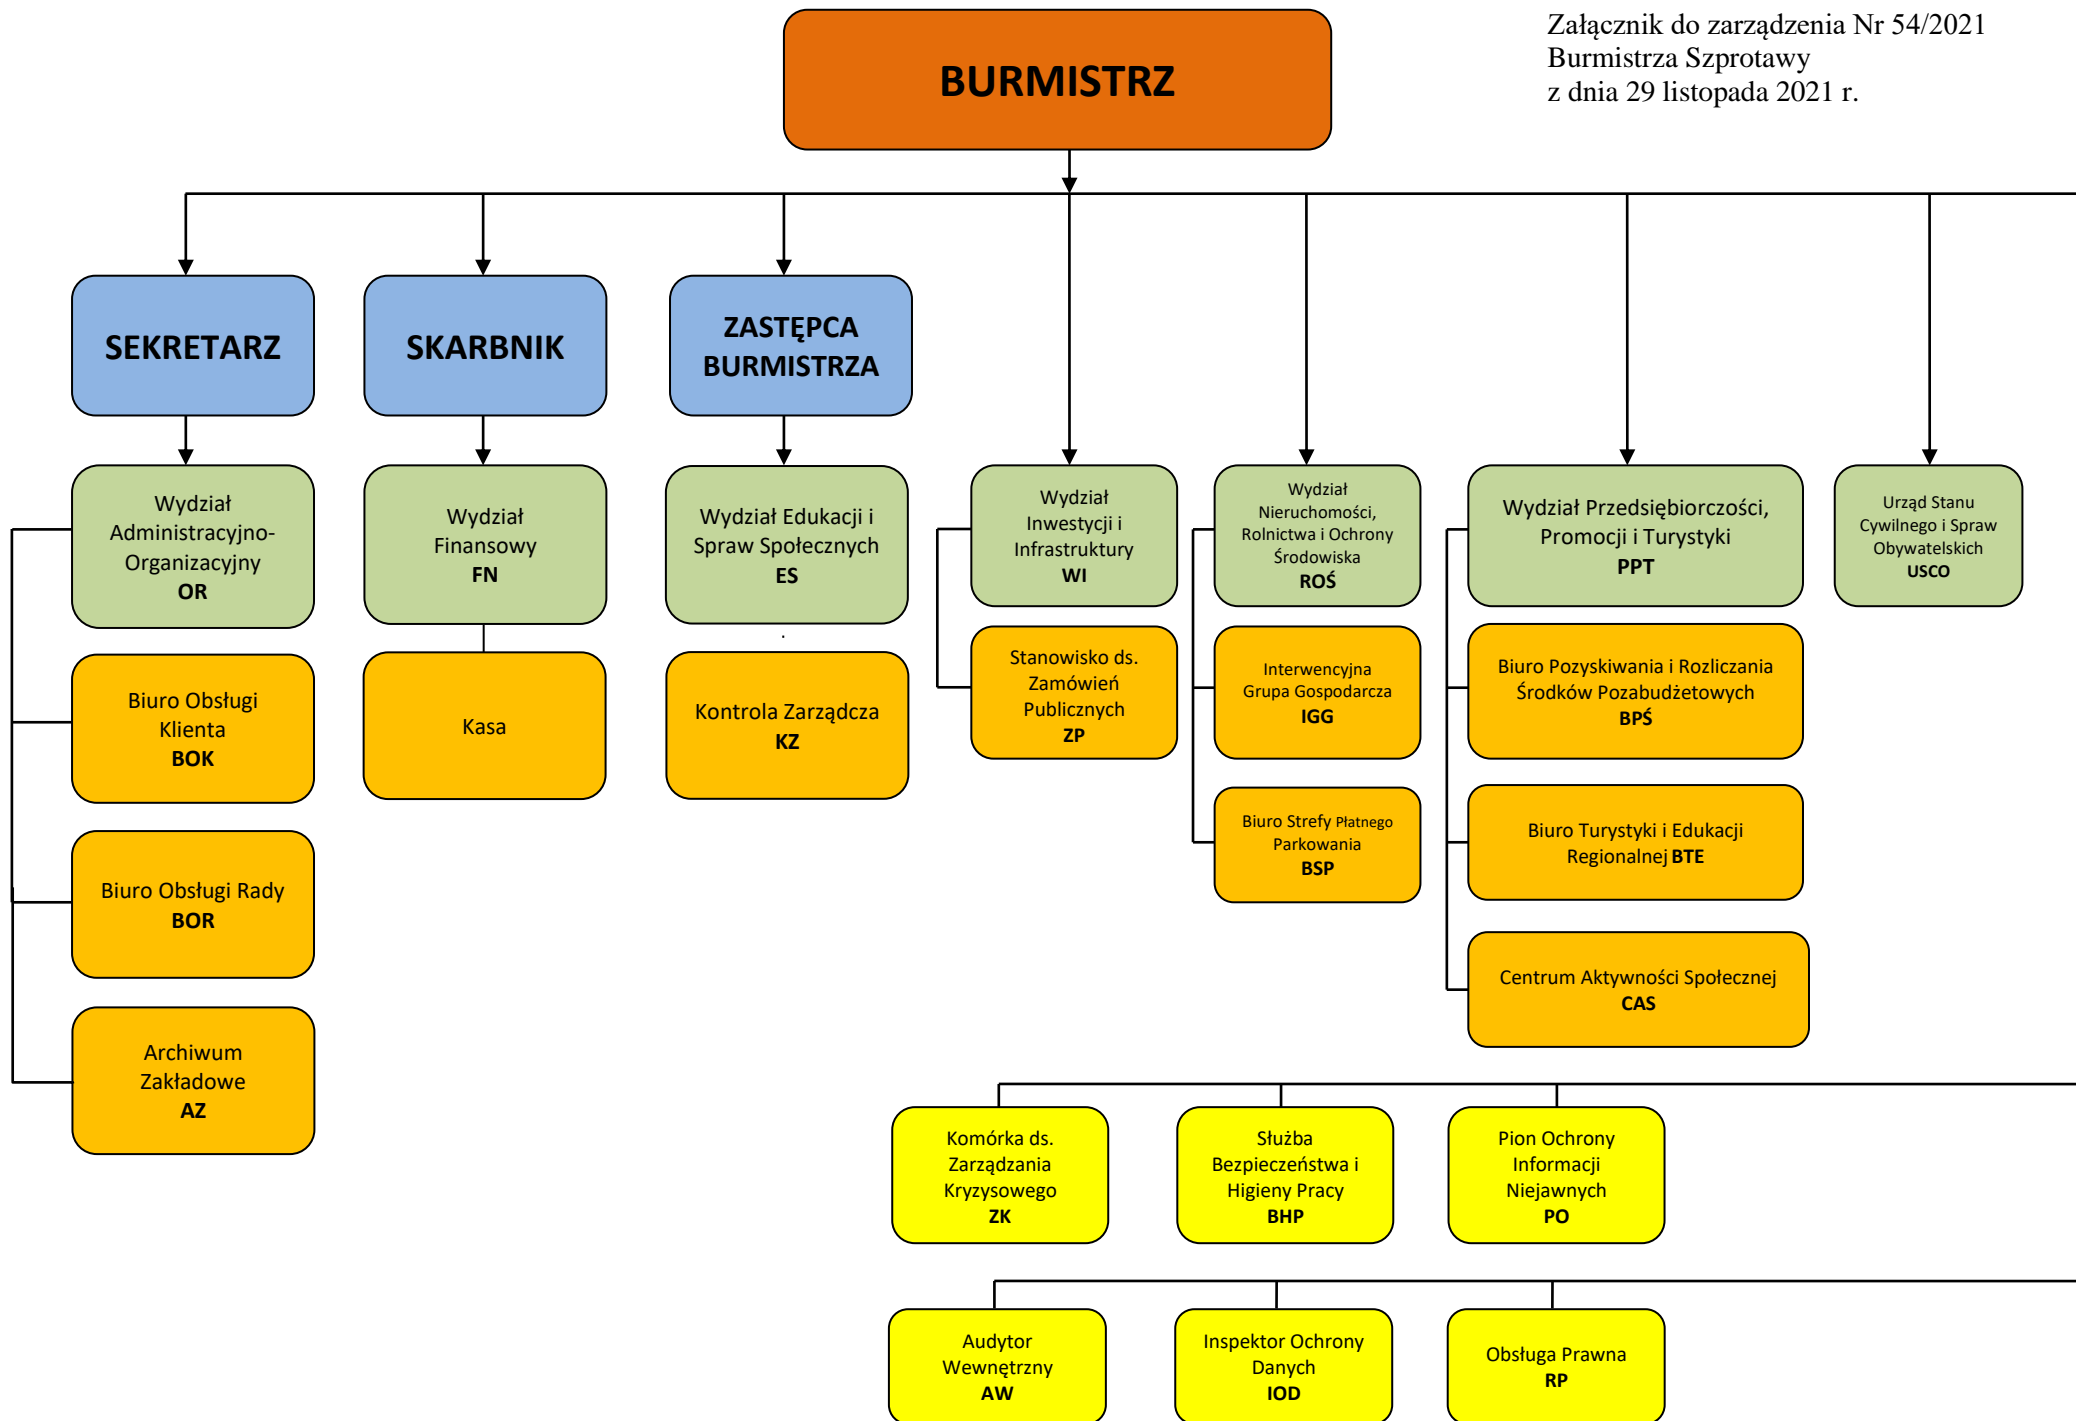 Załącznik do zarządzenia Nr 54/2021
Burmistrza Szprotawy
z dnia 29 listopada 2021 r.
BURMISTRZ
SEKRETARZ
SKARBNIK
ZASTĘPCA
BURMISTRZA
Wydział
Administracyjno-
Organizacyjny
OR
Wydział
Finansowy
FN
Wydział Edukacji i
Spraw Społecznych
ES
.
Wydział
Inwestycji i
Infrastruktury
WI
Wydział
Nieruchomości,
Rolnictwa i Ochrony
Środowiska
ROŚ
Wydział Przedsiębiorczości,
Promocji i Turystyki
PPT
Urząd Stanu
Cywilnego i Spraw
Obywatelskich
USCO
Biuro Obsługi
Klienta
BOK
Kasa
Kontrola Zarządcza
KZ
Stanowisko ds.
Zamówień
Publicznych
ZP
Interwencyjna
Grupa Gospodarcza
IGG
Biuro Pozyskiwania i Rozliczania
Środków Pozabudżetowych
BPŚ
Biuro Obsługi Rady
BOR
Biuro Strefy Płatnego
Parkowania
BSP
Biuro Turystyki i Edukacji
Regionalnej BTE
Centrum Aktywności Społecznej
CAS
Archiwum
Zakładowe
AZ
Komórka ds.
Zarządzania
Kryzysowego
ZK
Służba
Bezpieczeństwa i
Higieny Pracy
BHP
Pion Ochrony
Informacji
Niejawnych
PO
Audytor
Wewnętrzny
AW
Inspektor Ochrony
Danych
IOD
Obsługa Prawna
RP